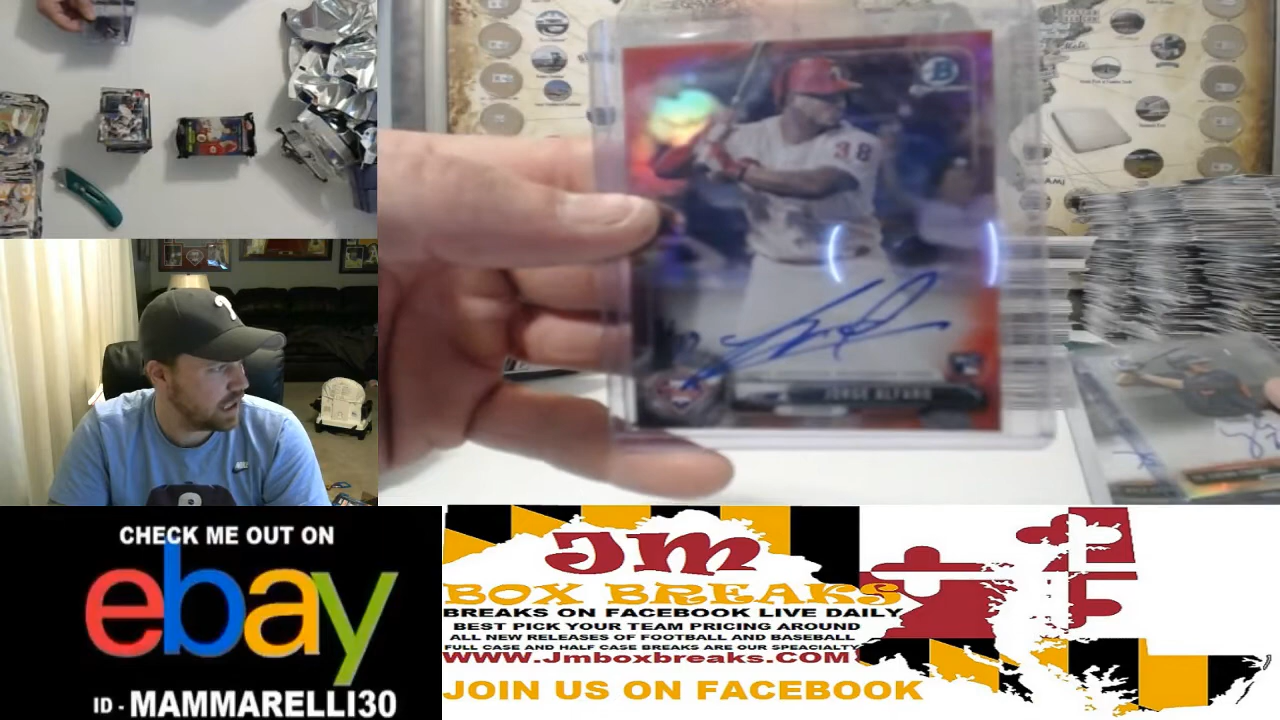 38
B
RC
JORGE ALFARO
CHECK ME OUT ON
ebay
ID - MAMMARELLI30
JM
BOX BREAKS
BREAKS ON FACEBOOK LIVE DAILY
BEST PICK YOUR TEAM PRICING AROUND
ALL NEW RELEASES OF FOOTBALL AND BASEBALL
FULL CASE AND HALF CASE BREAKS ARE OUR SPEACIALTY
WWW.Jmboxbreaks.COM
JOIN US ON FACEBOOK